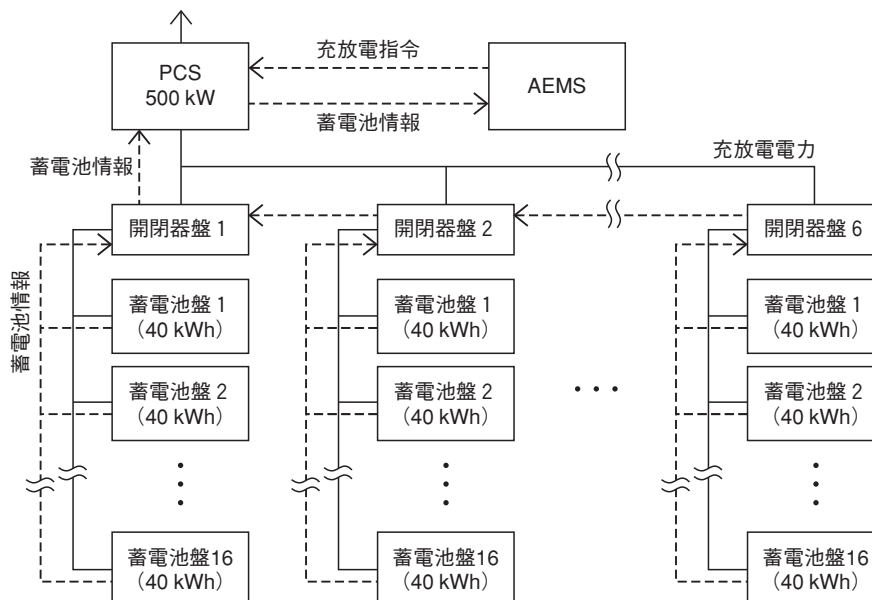 PCS
500 kW
充放電指令
AEMS
蓄電池情報
蓄電池情報
充放電電力
開閉器盤 1
開閉器盤 2
開閉器盤 6
蓄電池情報
蓄電池盤 1
(40 kWh)
蓄電池盤 1
(40 kWh)
蓄電池盤 1
(40 kWh)
蓄電池盤 2
(40 kWh)
蓄電池盤 2
(40 kWh)
蓄電池盤 2
(40 kWh)
蓄電池盤16
(40 kWh)
蓄電池盤16
(40 kWh)
蓄電池盤16
(40 kWh)